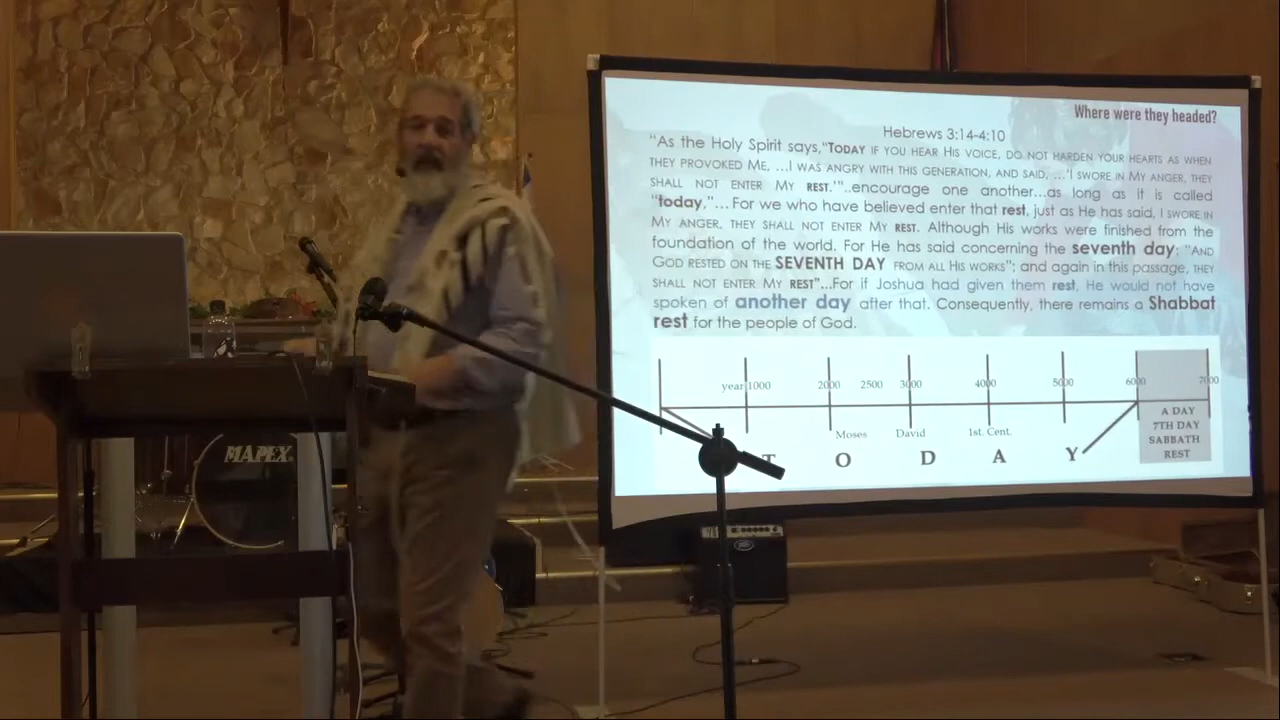 Where were they headed?
Hebrews 3:14-4:10
"As the Holy Spirit says,"TODAY IF YOU HEAR HIS VOICE, DO NOT HARDEN YOUR HEARTS AS WHEN
THEY PROVOKED ME, ...I WAS ANGRY WITH THIS GENERATION, AND SAID, ...'I SWORE IN MY ANGER, THEY
SHALL NOT ENTER MY REST.'"..encourage one another...as long as it is called
"today,"... For we who have believed enter that rest, just as He has said, I SWORE IN
MY ANGER, THEY SHALL NOT ENTER MY REST. Although His works were finished from the
foundation of the world. For He has said concerning the seventh day: "AND
GOD RESTED ON THE SEVENTH DAY FROM ALL HIS WORKS"; and again in this passage, THEY
SHALL NOT ENTER MY REST"...For if Joshua had given them rest, He would not have
spoken of another day after that. Consequently, there remains a Shabbat
rest for the people of God.
year 1000 2000 2500 3000 4000 5000 6000 7000
Moses David 1st. Cent.
T O D A Y
A DAY
7TH DAY
SABBATH
REST
MAPEX